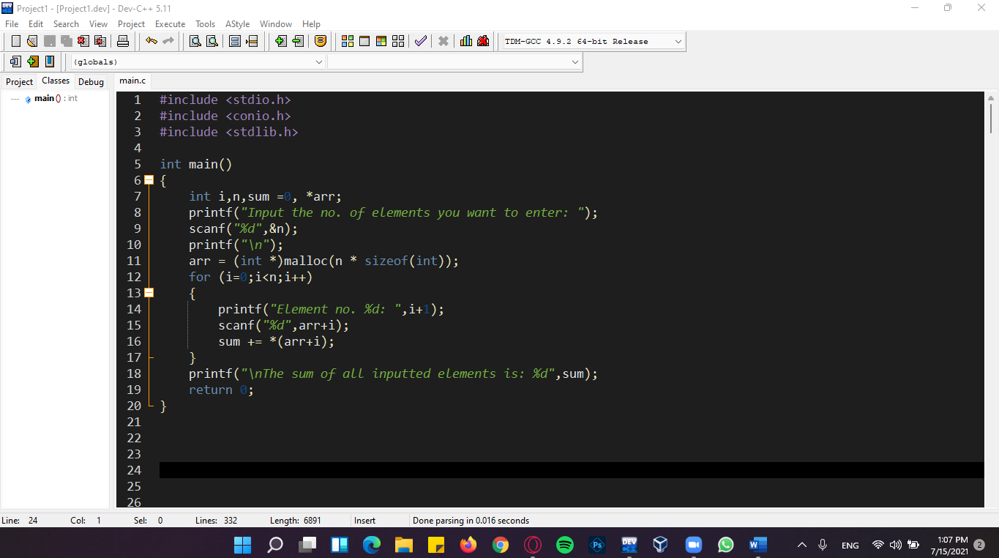 Project1 - [Project1.dev] - Dev-C++ 5.11
File Edit Search View Project Execute Tools AStyle Window Help
TDM-GCC 4.9.2 64-bit Release
(globals)
Project Classes Debug
main.c
main () : int
1 #include <stdio.h>
2 #include <conio.h>
3 #include <stdlib.h>
4
5 int main()
6 {
7 int i,n,sum =0, *arr;
8 printf("Input the no. of elements you want to enter: ");
9 scanf("%d",&n);
10 printf("\n");
11 arr = (int *)malloc(n * sizeof(int));
12 for (i=0;i<n;i++)
13 {
14 printf("Element no. %d: ",i+1);
15 scanf("%d",arr+i);
16 sum += *(arr+i);
17 }
18 printf("\nThe sum of all inputted elements is: %d",sum);
19 return 0;
20 }
21
22
23
24
25
26
Line: 24 Col: 1 Sel: 0 Lines: 332 Length: 6891 Insert Done parsing in 0.016 seconds
Ps
DEV
W
ENG
1:07 PM
7/15/2021
2